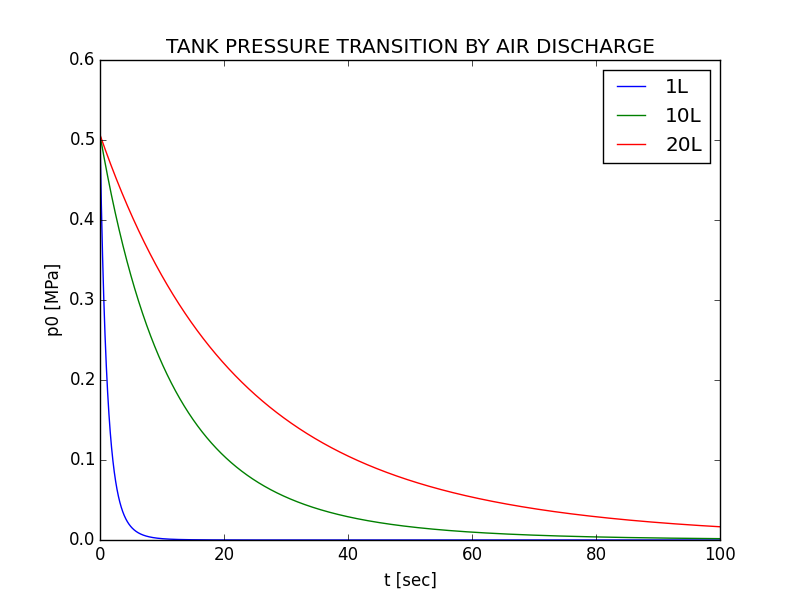 TANK PRESSURE TRANSITION BY AIR DISCHARGE
1L
10L
20L
0.6
0.5
0.4
0.3
0.2
0.1
0.0
p0 [MPa]
0 20 40 60 80 100
t [sec]